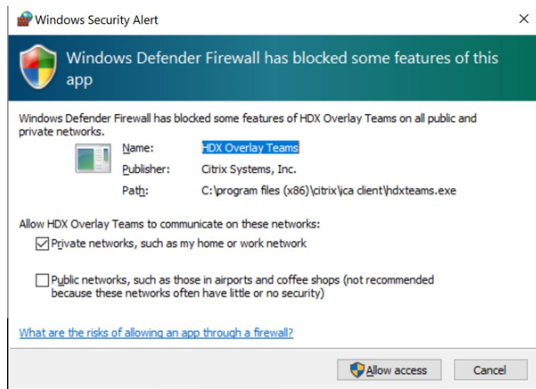 Windows Security Alert
Windows Defender Firewall has blocked some features of this
app
Windows Defender Firewall has blocked some features of HDX Overlay Teams on all public and
private networks.
Name: HDX Overlay Teams
Publisher: Citrix Systems, Inc.
Path: C:\program files (x86)\citrix\ica client\hdxteams.exe
Allow HDX Overlay Teams to communicate on these networks:
Private networks, such as my home or work network
Public networks, such as those in airports and coffee shops (not recommended
because these networks often have little or no security)
What are the risks of allowing an app through a firewall?
Allow access Cancel